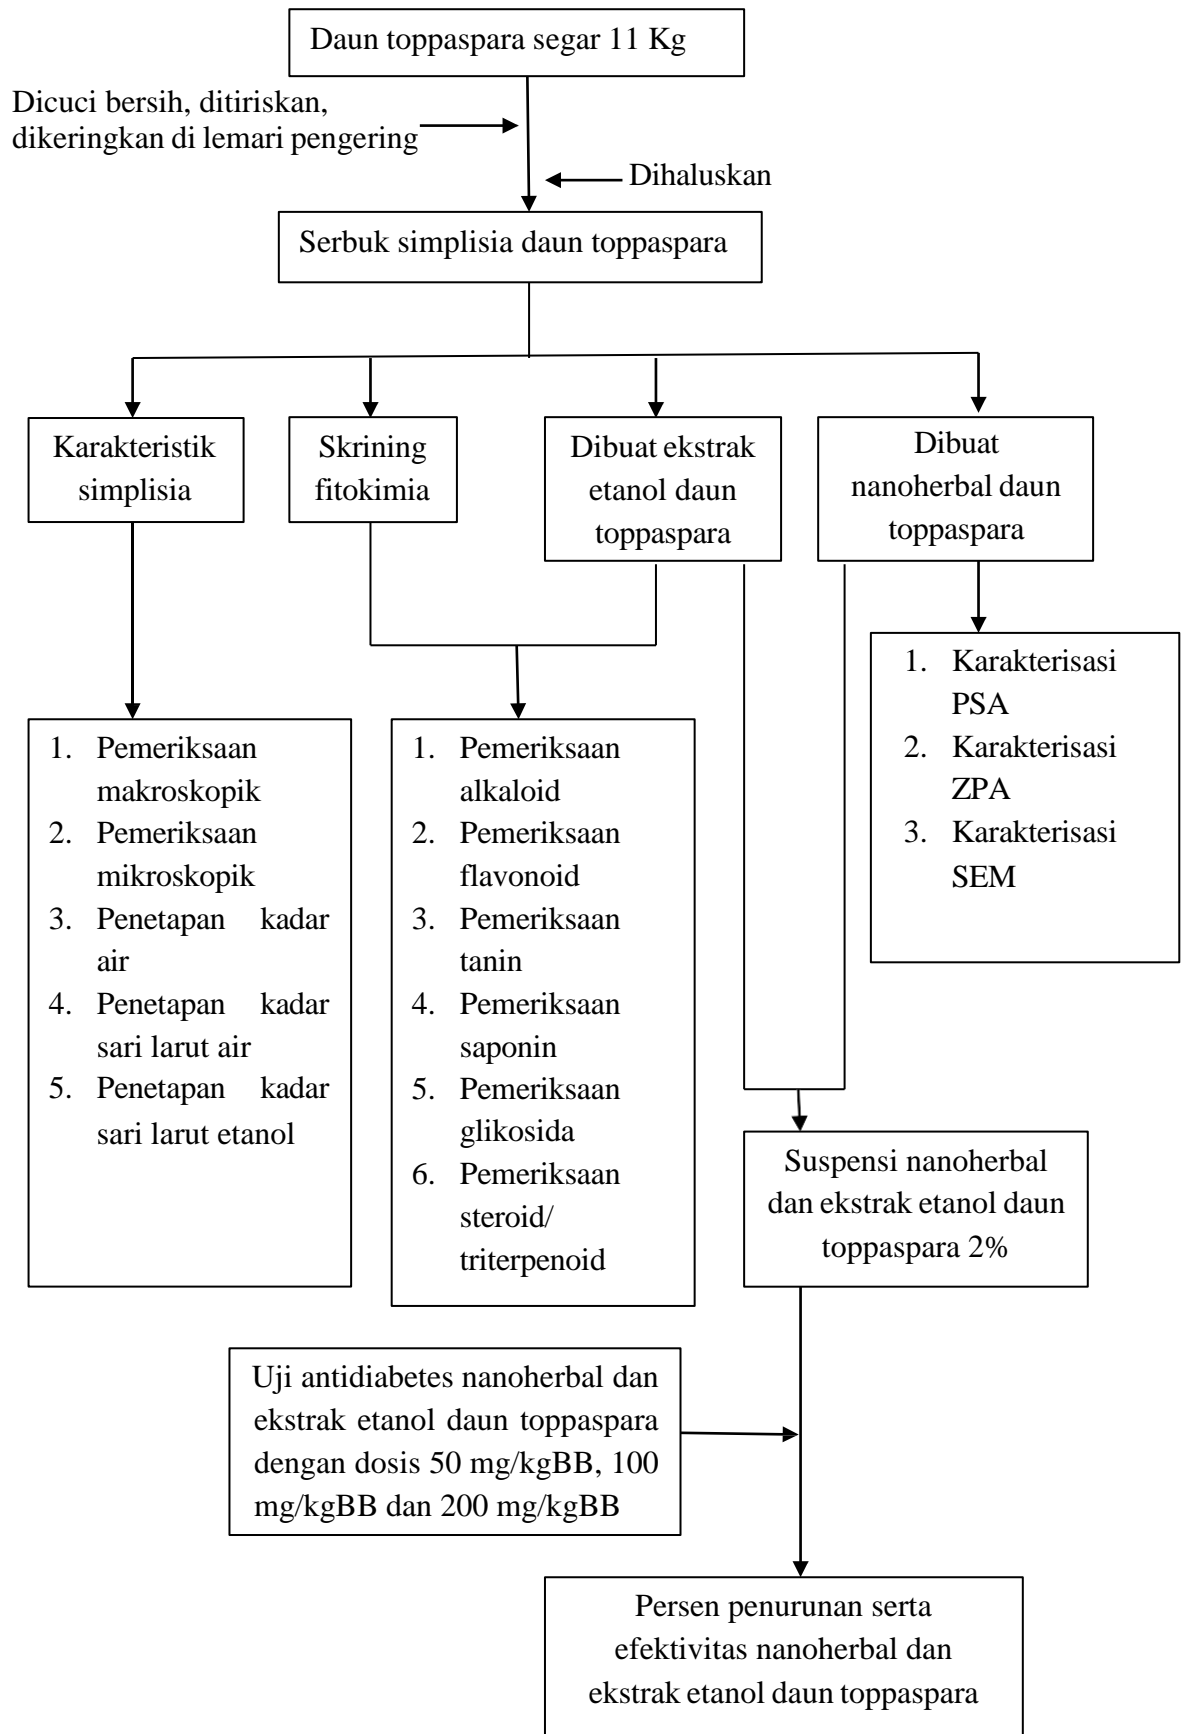 Daun toppaspara segar 11 Kg
Dicuci bersih, ditiriskan,
dikeringkan di lemari pengering
Dihaluskan
Serbuk simplisia daun toppaspara
Karakteristik
simplisia
Skrining
fitokimia
Dibuat ekstrak
etanol daun
toppaspara
Dibuat
nanoherbal daun
toppaspara
1. Karakterisasi
PSA
2. Karakterisasi
ZPA
3. Karakterisasi
SEM
1. Pemeriksaan
makroskopik
2. Pemeriksaan
mikroskopik
3. Penetapan kadar
air
4. Penetapan kadar
sari larut air
5. Penetapan kadar
sari larut etanol
1. Pemeriksaan
alkaloid
2. Pemeriksaan
flavonoid
3. Pemeriksaan
tanin
4. Pemeriksaan
saponin
5. Pemeriksaan
glikosida
6. Pemeriksaan
steroid/
triterpenoid
Suspensi nanoherbal
dan ekstrak etanol daun
toppaspara 2%
Uji antidiabetes nanoherbal dan
ekstrak etanol daun toppaspara
dengan dosis 50 mg/kgBB, 100
mg/kgBB dan 200 mg/kgBB
Persen penurunan serta
efektivitas nanoherbal dan
ekstrak etanol daun toppaspara